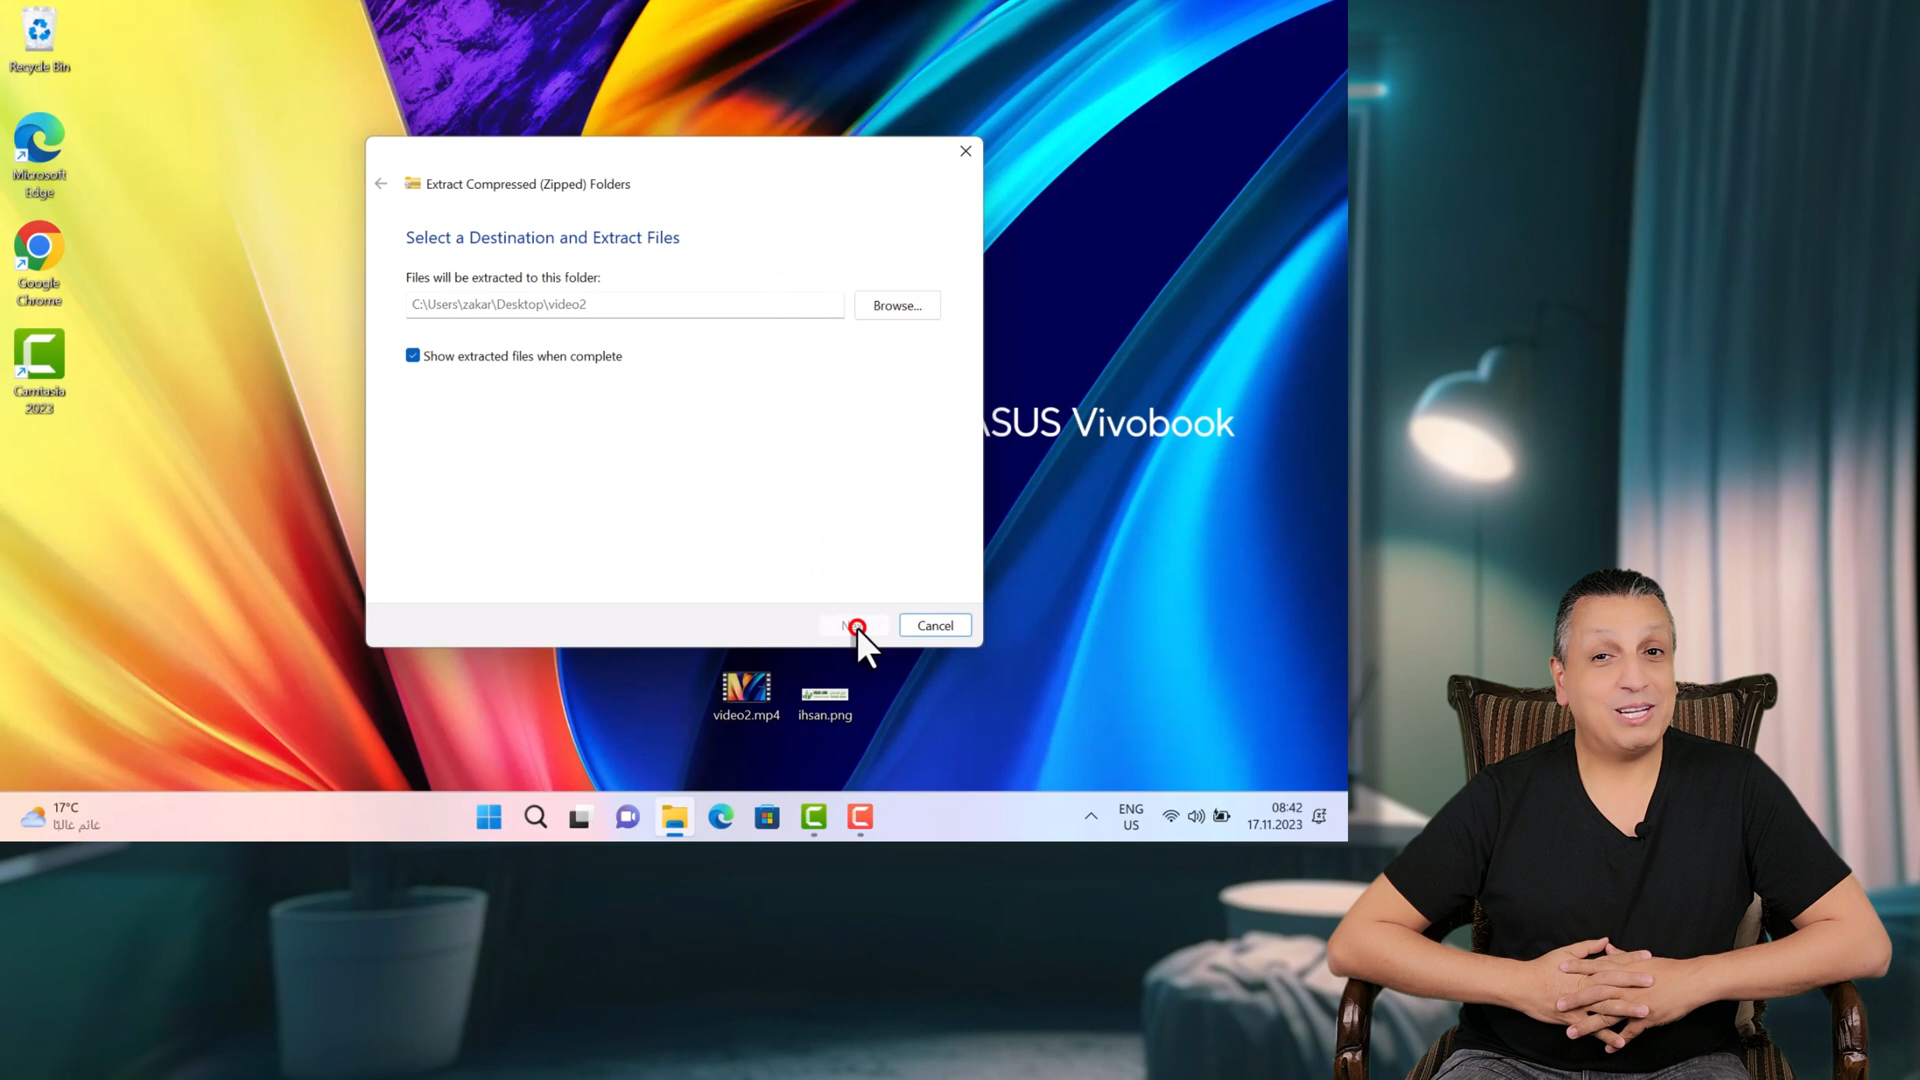 Recycle Bin
Microsoft
Edge
Google
Chrome
Camtasia
2023
Extract Compressed (Zipped) Folders
Select a Destination and Extract Files
Files will be extracted to this folder:
C:\Users\zakar\Desktop\video2
Browse...
Show extracted files when complete
Cancel
ASUS Vivobook
video2.mp4
ihsan.png
17°C
غائم غالبًا
ENG
US
08:42
17.11.2023